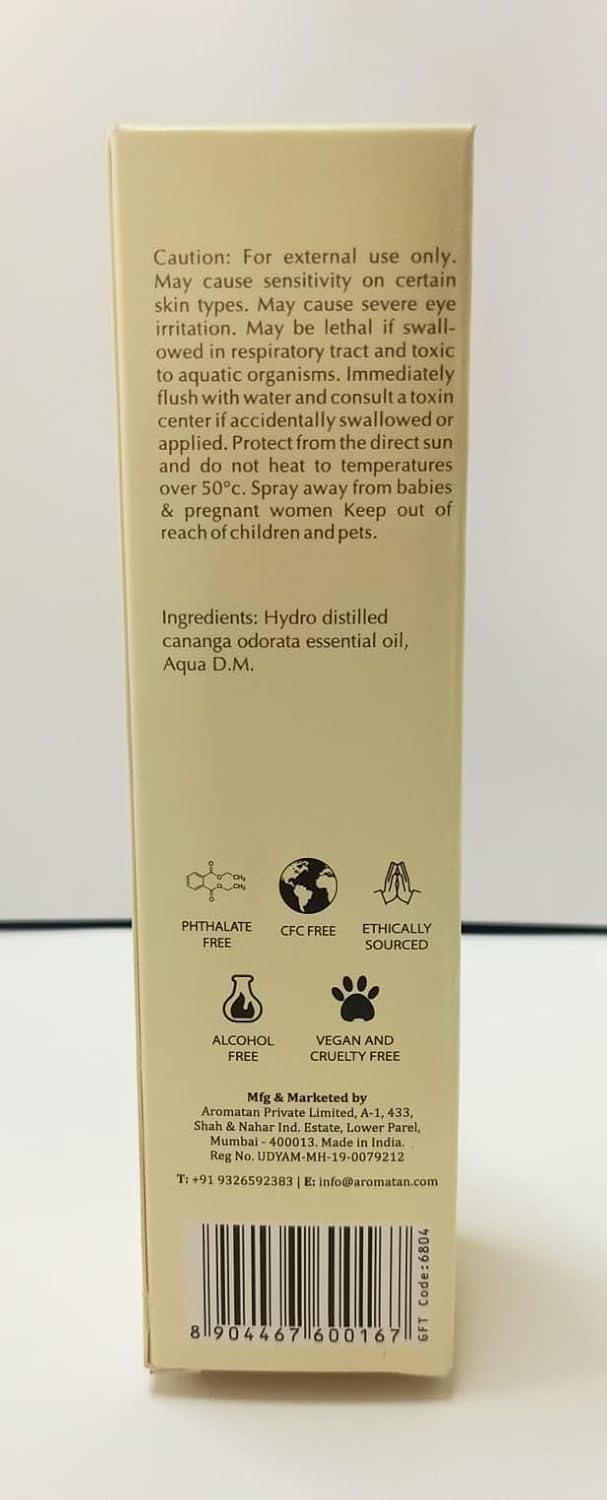 Caution: For external use only.
May cause sensitivity on certain
skin types. May cause severe eye
irritation. May be lethal if swall-
owed in respiratory tract and toxic
to aquatic organisms. Immediately
flush with water and consult a toxin
center if accidentally swallowed or
applied. Protect from the direct sun
and do not heat to temperatures
over 50°c. Spray away from babies
& pregnant women Keep out of
reach of children and pets.
Ingredients: Hydro distilled
cananga odorata essential oil,
Aqua D.M.
PHTHALATE
FREE
CFC FREE
ETHICALLY
SOURCED
ALCOHOL
FREE
VEGAN AND
CRUELTY FREE
Mfg & Marketed by
Aromatan Private Limited, A-1, 433,
Shah & Nahar Ind. Estate, Lower Parel,
Mumbai - 400013. Made in India.
Reg No. UDYAM-MH-19-0079212
T: +91 9326592383 | E: info@aromatan.com
8 904467 600167
GFT Code:6804